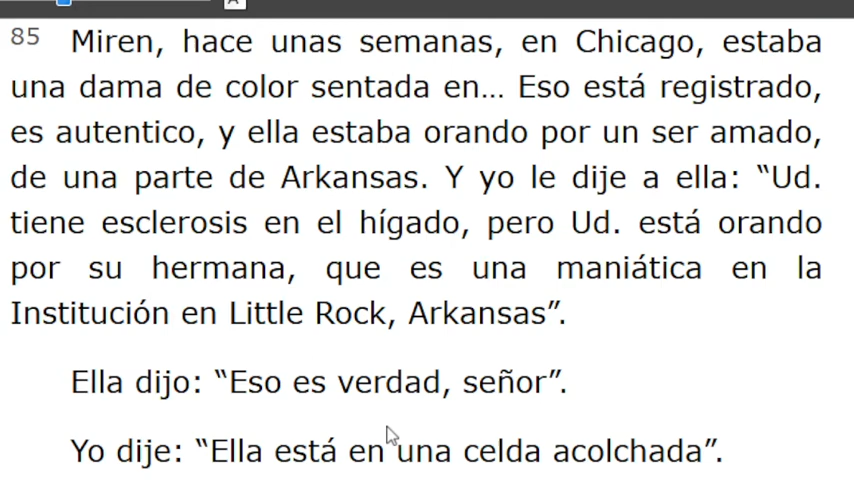 85 Miren, hace unas semanas, en Chicago, estaba
una dama de color sentada en... Eso está registrado,
es autentico, y ella estaba orando por un ser amado,
de una parte de Arkansas. Y yo le dije a ella: “Ud.
tiene esclerosis en el hígado, pero Ud. está orando
por su hermana, que es una maniática en la
Institución en Little Rock, Arkansas”.
Ella dijo: “Eso es verdad, señor”.
Yo dije: “Ella está en una celda acolchada”.